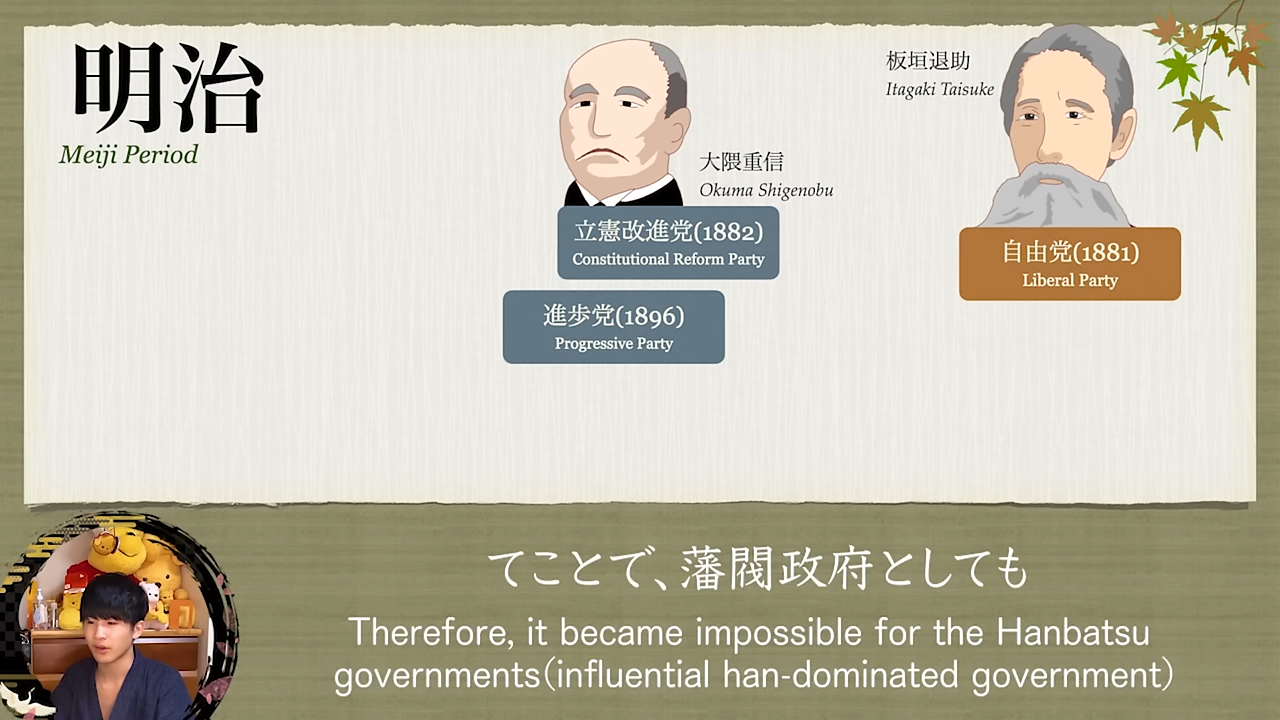 明治
Meiji Period
大隈重信
Okuma Shigenobu
立憲改進党(1882)
Constitutional Reform Party
進歩党(1896)
Progressive Party
板垣退助
Itagaki Taisuke
自由党(1881)
Liberal Party
てことで、藩閥政府としても
Therefore, it became impossible for the Hanbatsu
governments(influential han-dominated government)